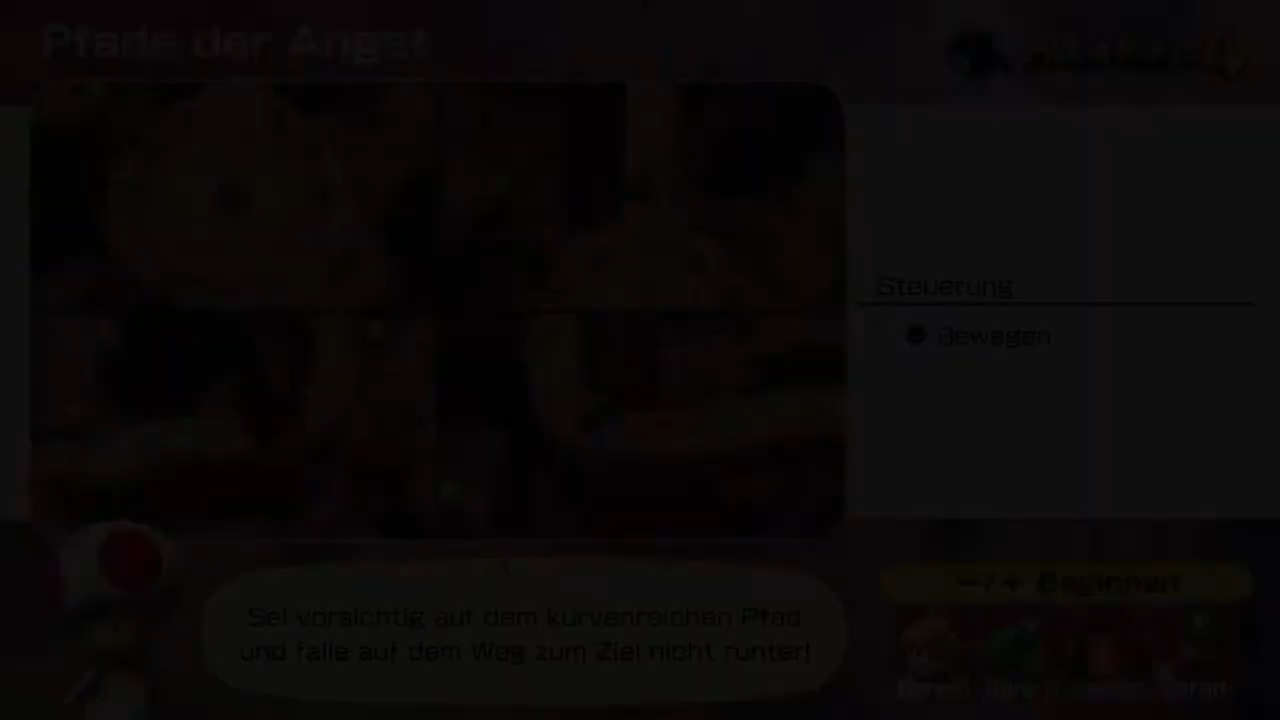 Pfade der Angst
Steuerung
Bewegen
Sei vorsichtig auf dem kurvenreichen Pfad
und falle auf dem Weg zum Ziel nicht runter!
-/+ Beginnen